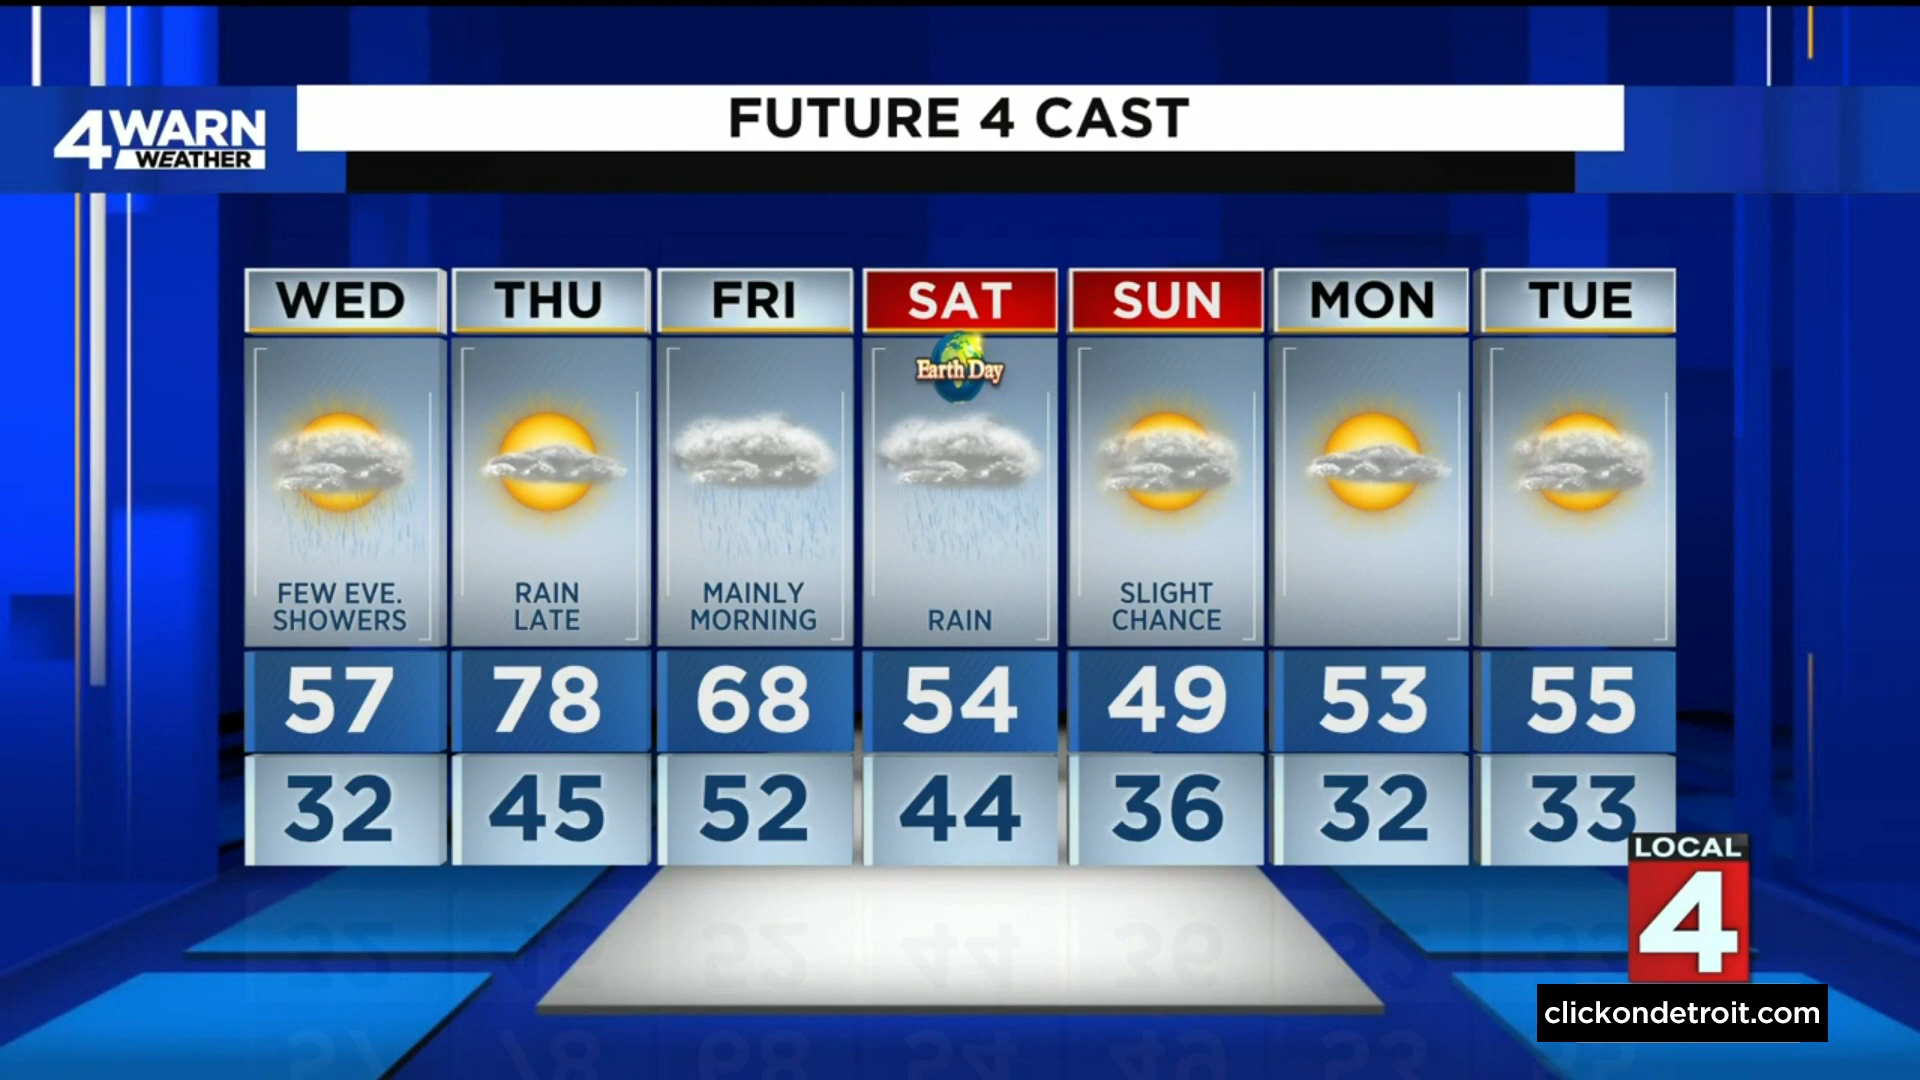 4WARN
WEATHER
FUTURE 4 CAST
WED THU FRI SAT SUN MON TUE
Earth Day
FEW EVE.
SHOWERS
RAIN
LATE
MAINLY
MORNING
RAIN
SLIGHT
CHANCE
57 78 68 54 49 53 55
32 45 52 44 36 32 33
LOCAL
4
clickondetroit.com